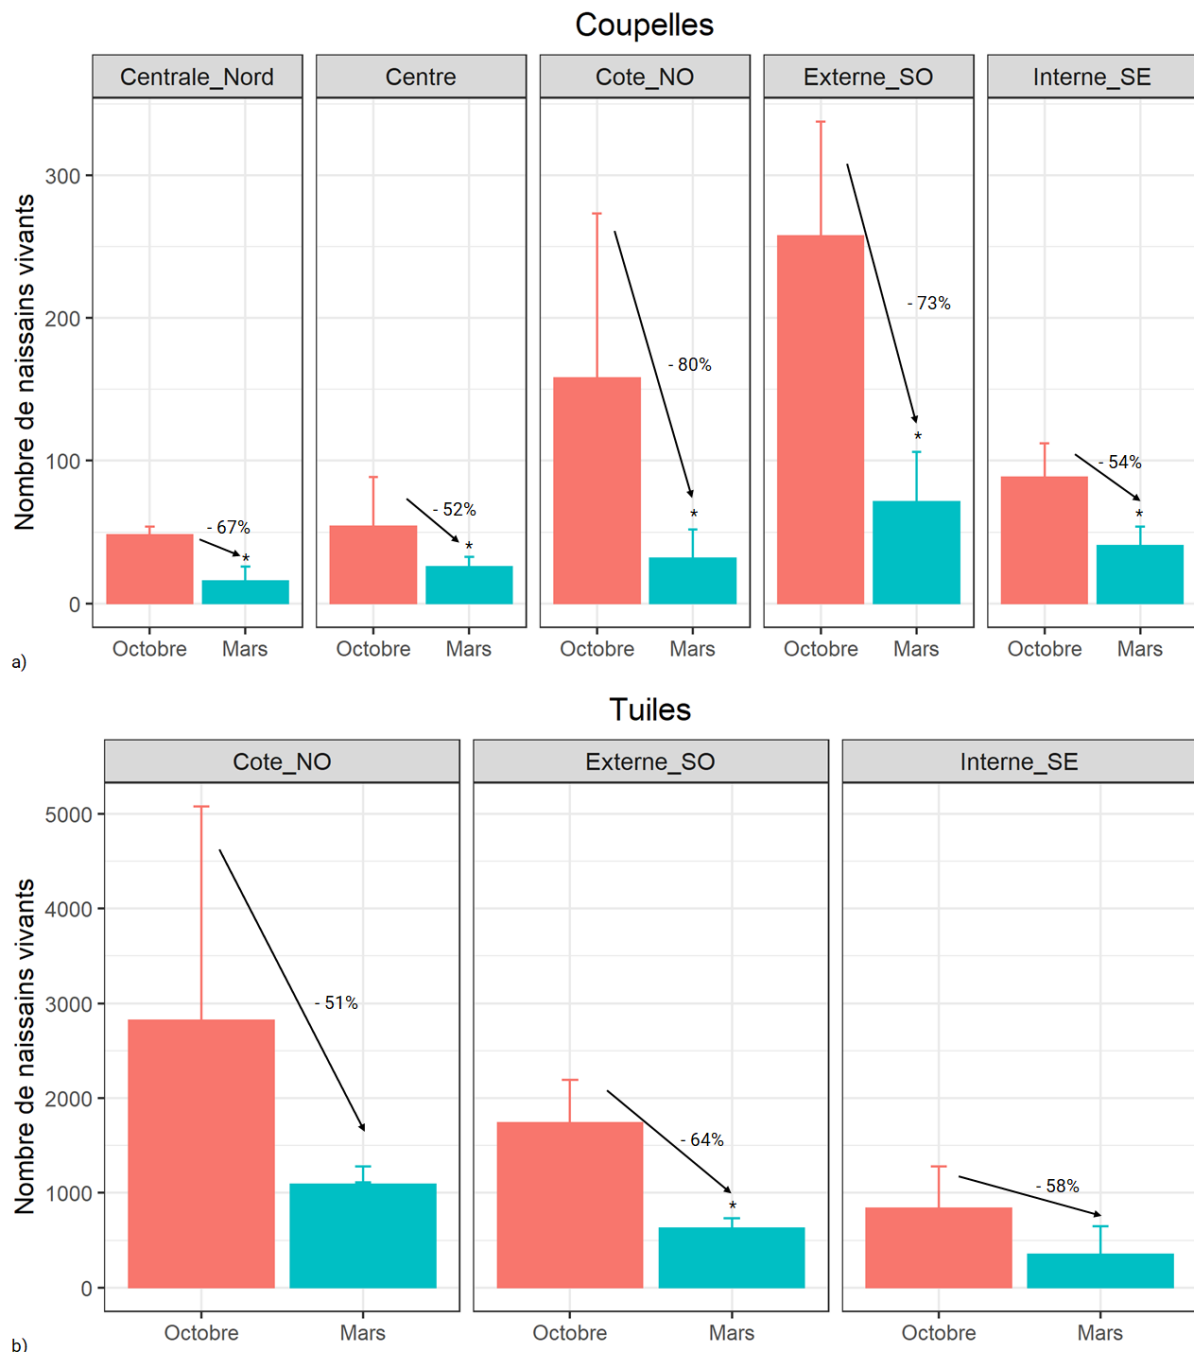 Coupelles
Centrale_Nord Centre Cote_NO Externe_SO Interne_SE
Nombre de naissains vivants
300
200
100
0
- 67%
*
- 52%
*
- 80%
*
- 73%
*
- 54%
*
Octobre Mars Octobre Mars Octobre Mars Octobre Mars Octobre Mars
a)
Tuiles
Cote_NO Externe_SO Interne_SE
Nombre de naissains vivants
5000
4000
3000
2000
1000
0
- 51%
- 64%
*
- 58%
Octobre Mars Octobre Mars Octobre Mars
b)